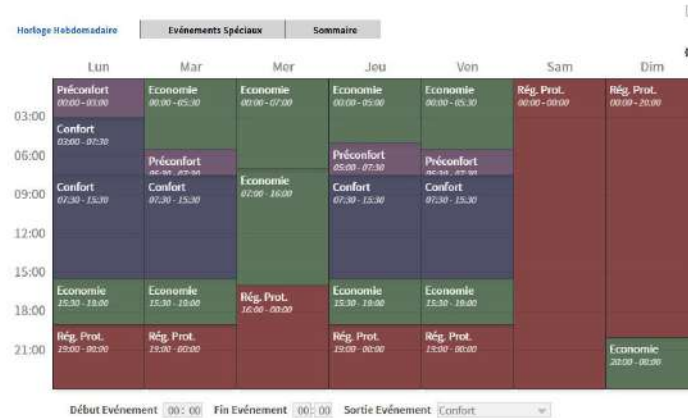 Horloge Hebdomadaire Evénements Spéciaux Sommaire
Lun Mar Mer Jeu Ven Sam Dim
Préconfort Economie Economie Economie Economie Rég. Prot. Rég. Prot.
00:00 - 03:00 00:00 - 05:30 00:00 - 07:00 00:00 - 05:00 00:00 - 05:30 00:00 - 00:00 00:00 - 20:00
03:00
Confort
03:00 - 07:30
06:00
Préconfort Préconfort Préconfort
05:00 - 07:30
Economie
07:00 - 16:00
09:00
Confort Confort Confort Confort
07:30 - 15:30 07:30 - 15:30 07:30 - 15:30 07:30 - 15:30
12:00
15:00
Economie Economie Economie Economie
15:30 - 19:00 15:30 - 19:00 15:30 - 19:00 15:30 - 19:00
Rég. Prot.
16:00 - 00:00
18:00
Rég. Prot. Rég. Prot. Rég. Prot. Rég. Prot.
19:00 - 00:00 19:00 - 00:00 19:00 - 00:00 19:00 - 00:00
21:00
Economie
20:00 - 00:00
Début Evénement 00: 00 Fin Evénement 00: 00 Sortie Evénement Confort